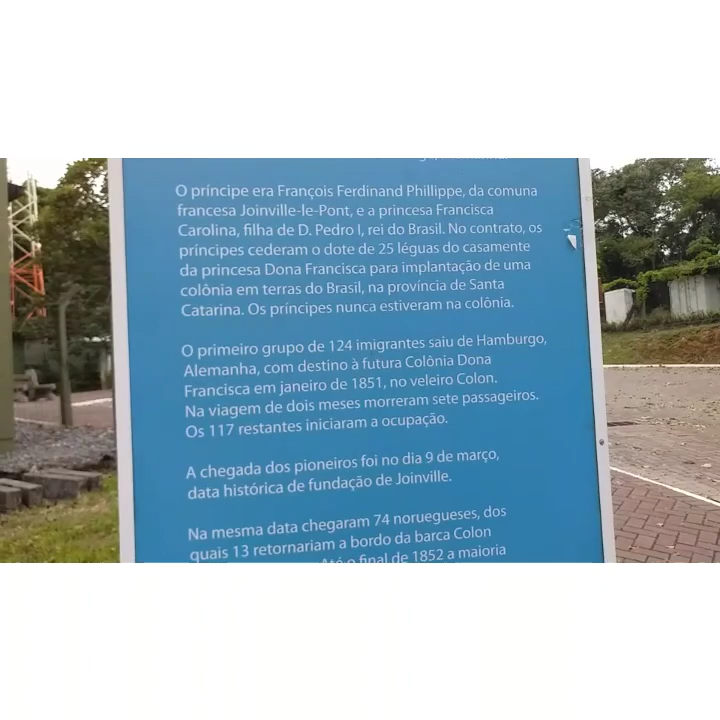 O príncipe era François Ferdinand Phillippe, da comuna
francesa Joinville-le-Pont, e a princesa Francisca
Carolina, filha de D. Pedro I, rei do Brasil. No contrato, os
príncipes cederam o dote de 25 léguas do casamente
da princesa Dona Francisca para implantação de uma
colônia em terras do Brasil, na província de Santa
Catarina. Os príncipes nunca estiveram na colônia.
O primeiro grupo de 124 imigrantes saiu de Hamburgo,
Alemanha, com destino à futura Colônia Dona
Francisca em janeiro de 1851, no veleiro Colon.
Na viagem de dois meses morreram sete passageiros.
Os 117 restantes iniciaram a ocupação.
A chegada dos pioneiros foi no dia 9 de março,
data histórica de fundação de Joinville.
Na mesma data chegaram 74 noruegueses, dos
quais 13 retornariam a bordo da barca Colon
Até o final de 1852 a maioria